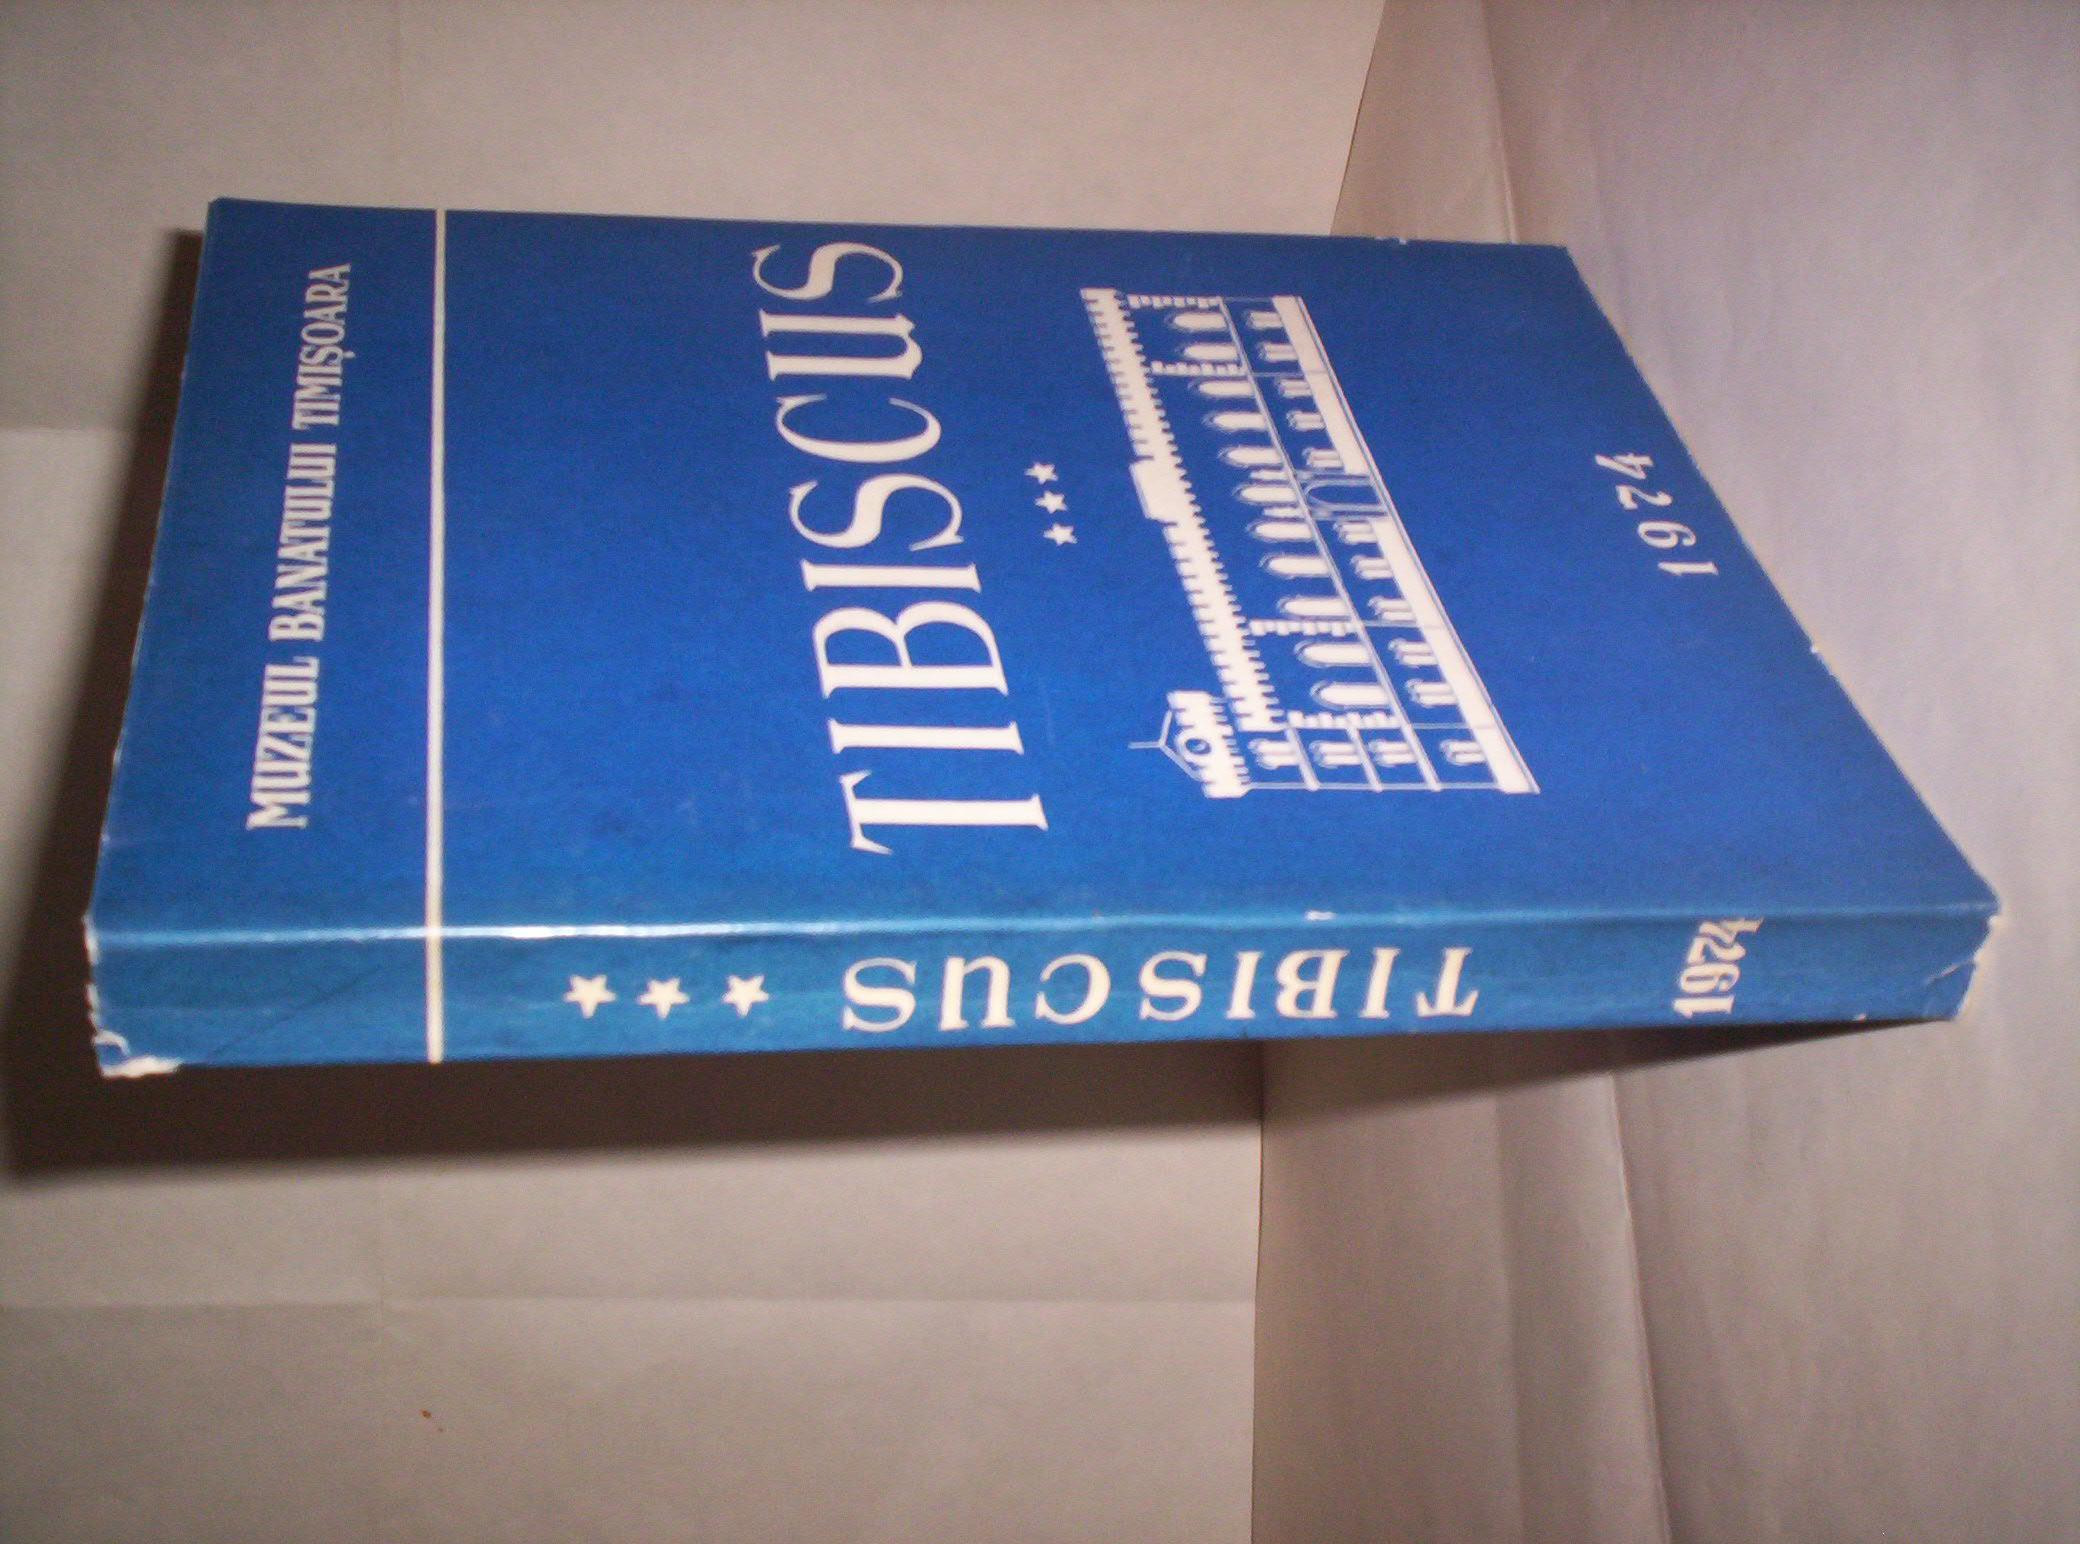 MUZEUL BANATULUI TIMIȘOARA
TIBISCUS
★★★
1974
★★★
TIBISCUS
1974